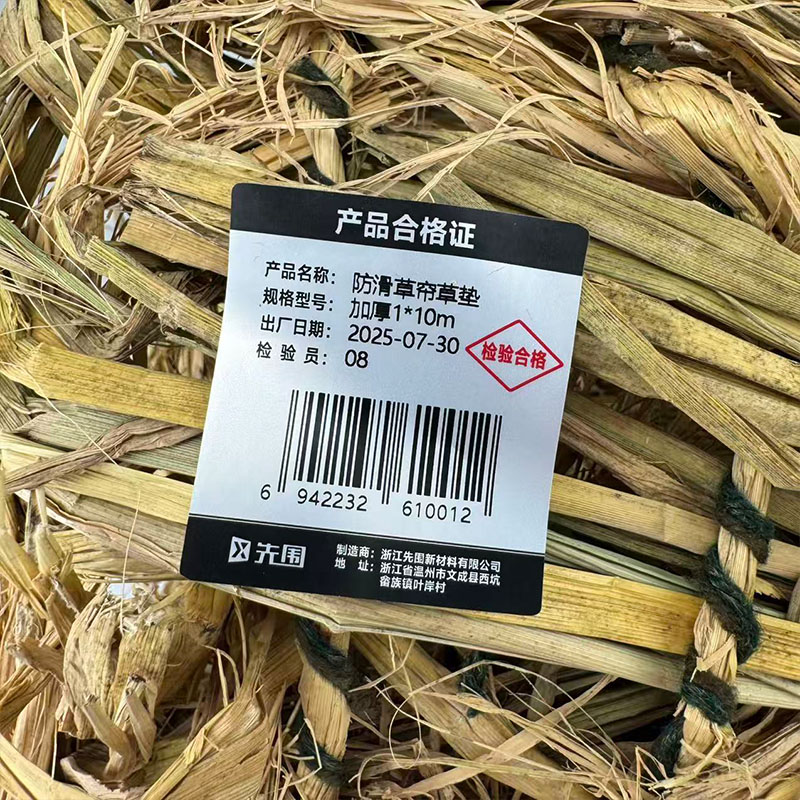 产品合格证
产品名称： 防滑草帘草垫
规格型号： 加厚1*10m
出厂日期： 2025-07-30
检 验 员： 08
检验合格
6 942232 610012
先围
制造商：浙江先围新材料有限公司
地 址：浙江省温州市文成县西坑
畲族镇叶岸村